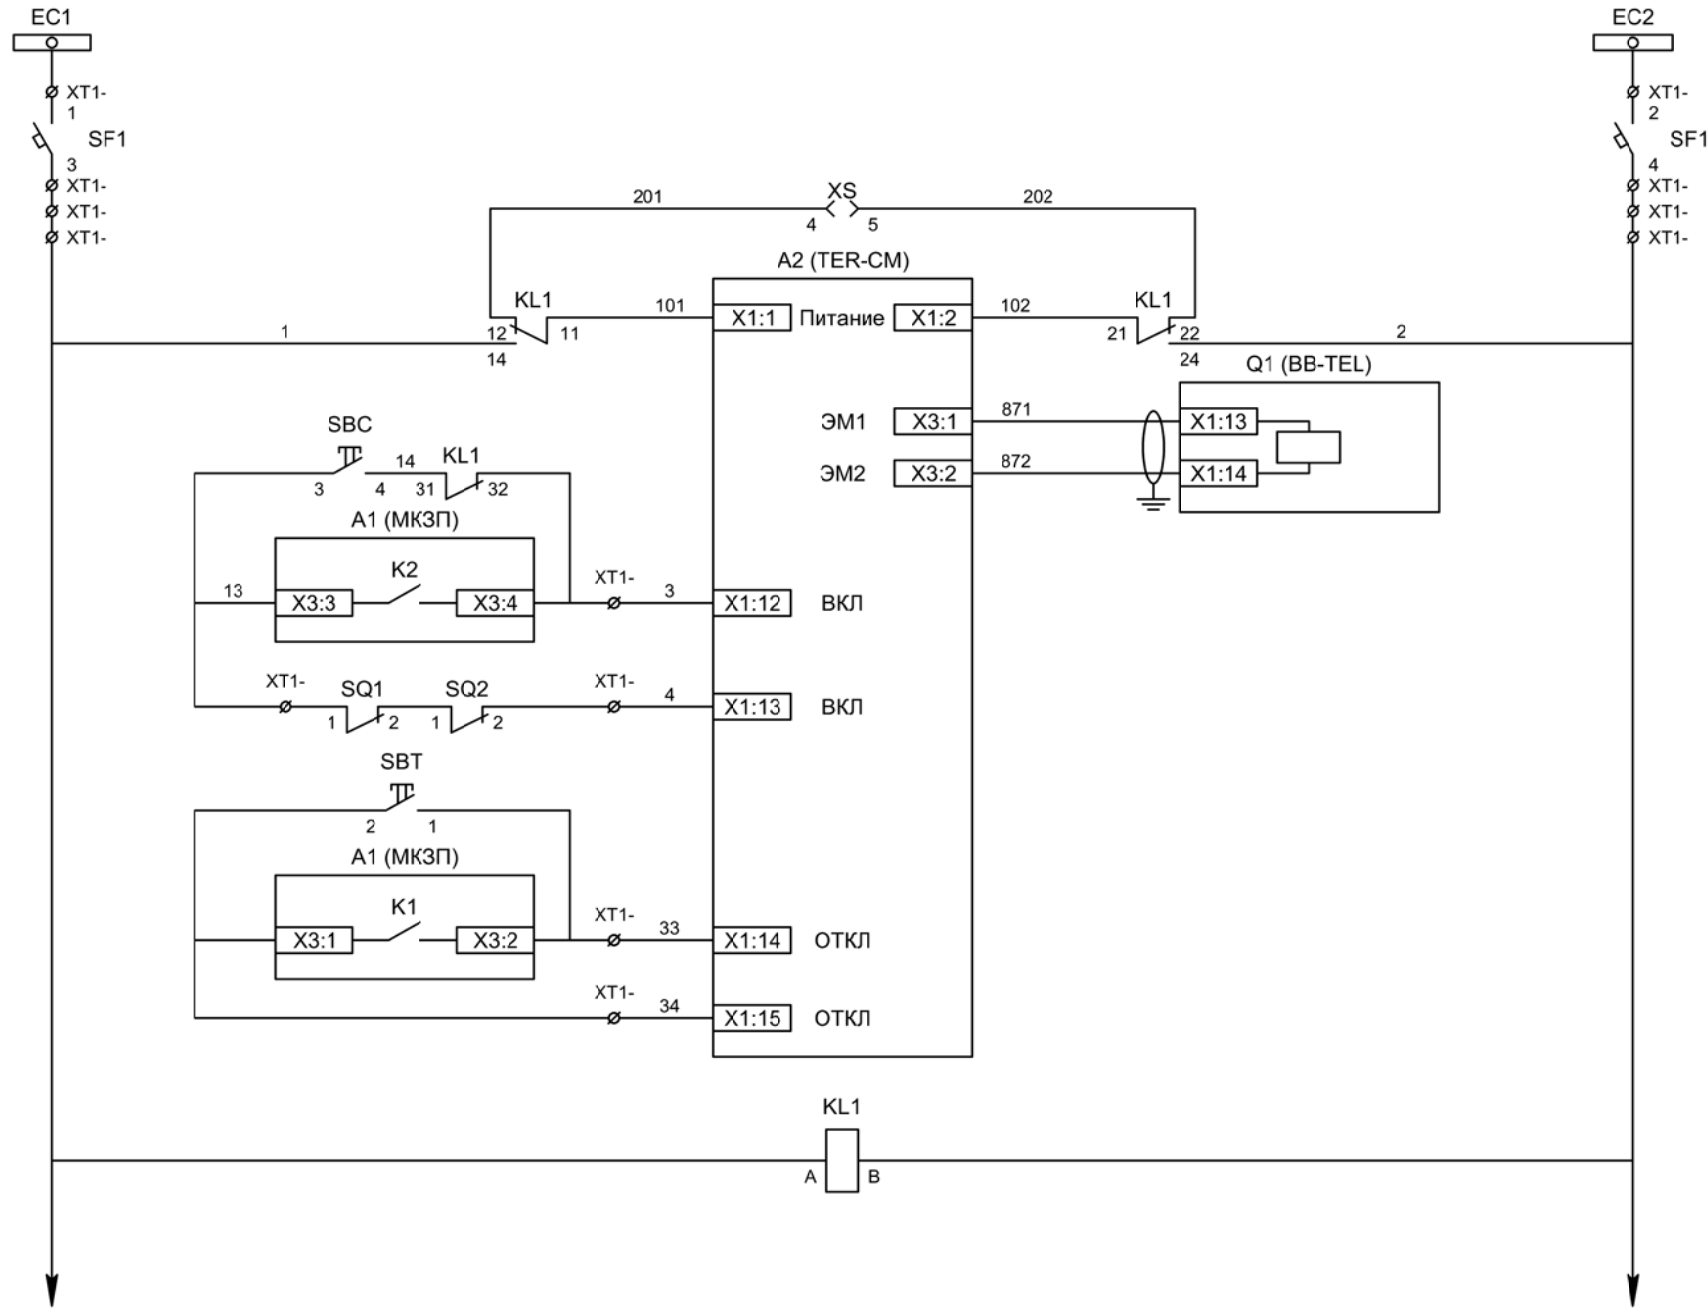 EC1
EC2
XT1-
XT1-
1
2
SF1
SF1
3
4
XT1-
XT1-
XT1-
XT1-
XT1-
XT1-
201
XS
202
4
5
A2 (TER-CM)
KL1
101
X1:1
Питание
X1:2
102
KL1
1
12
11
21
22
2
14
24
Q1 (BB-TEL)
ЭМ1
X3:1
871
X1:13
ЭМ2
X3:2
872
X1:14
SBC
14
KL1
3
4
31
32
A1 (МКЗП)
K2
13
X3:3
X3:4
XT1-
3
X1:12
ВКЛ
XT1-
SQ1
SQ2
XT1-
4
X1:13
ВКЛ
1
2
1
2
SBT
2
1
A1 (МКЗП)
K1
X3:1
X3:2
XT1-
33
X1:14
ОТКЛ
XT1-
34
X1:15
ОТКЛ
KL1
A
B